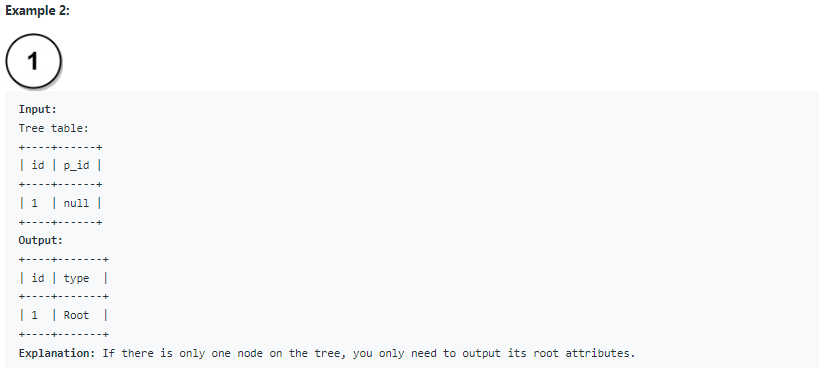 Example 2:
1
Input:
Tree table:
+----+------+
| id | p_id |
+----+------+
| 1  | null |
+----+------+
Output:
+----+-------+
| id | type  |
+----+-------+
| 1  | Root  |
+----+-------+
Explanation: If there is only one node on the tree, you only need to output its root attributes.